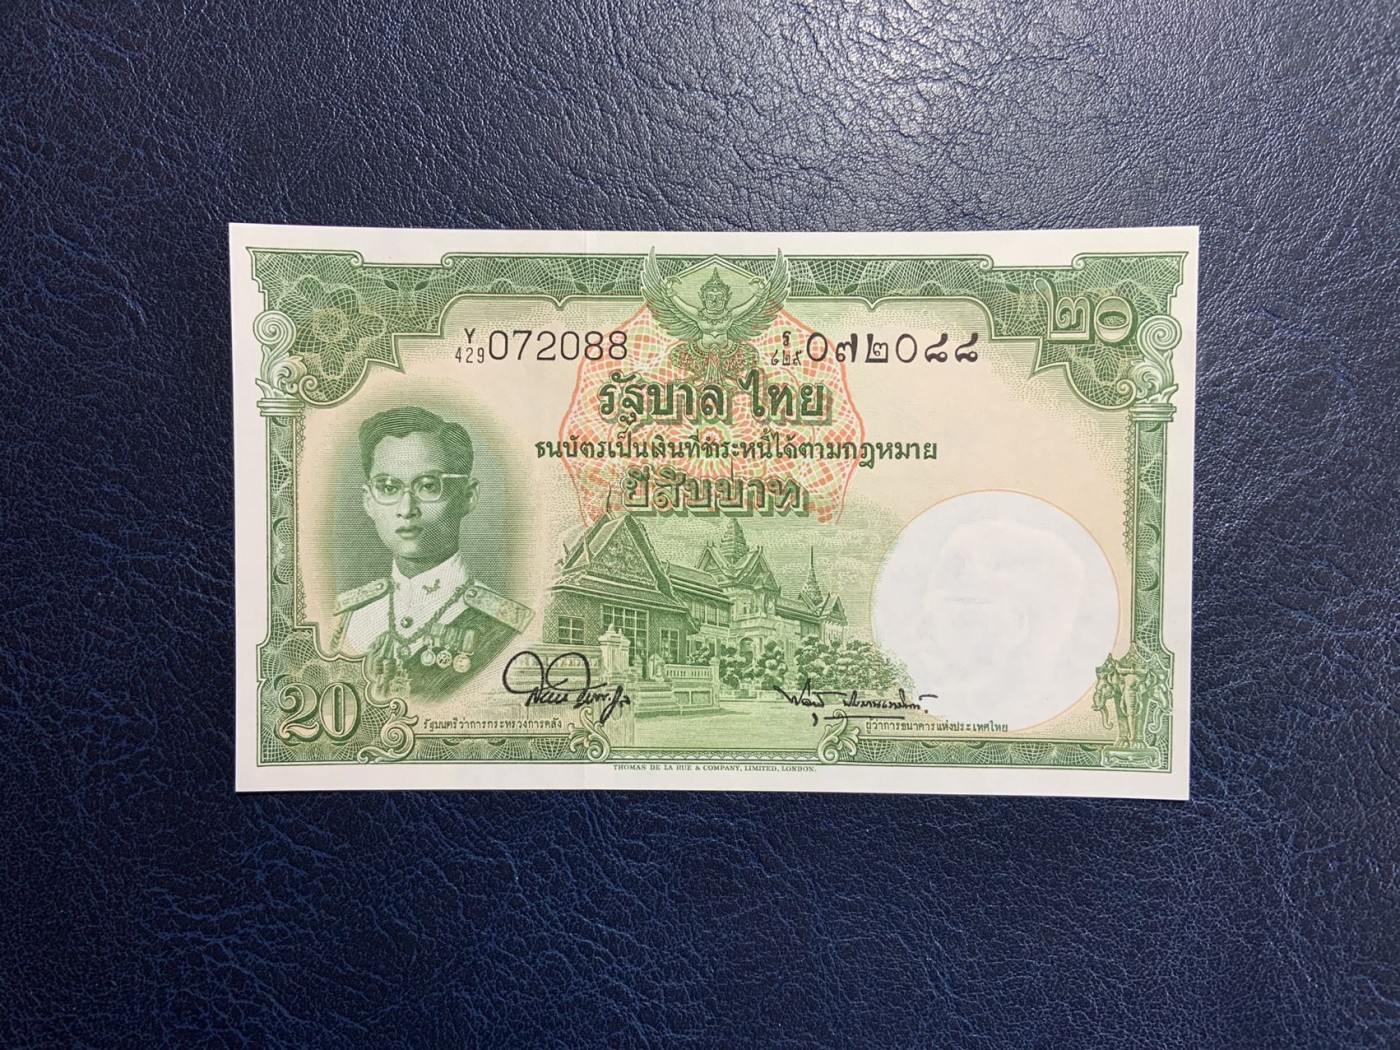 ๒๐
Y/429 072088 ร/๔๒๙ ๐๗๒๐๘๘
รัฐบาลไทย
ธนบัตรเป็นเงินที่ชำระหนี้ได้ตามกฎหมาย
ยี่สิบบาท
20
รัฐมนตรีว่าการกระทรวงการคลัง ผู้ว่าการธนาคารแห่งประเทศไทย
THOMAS DE LA RUE & COMPANY, LIMITED, LONDON.